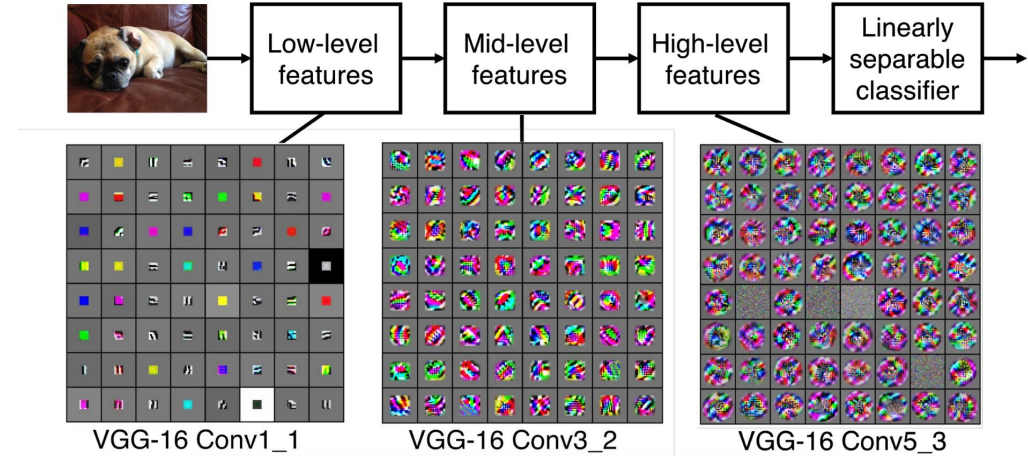 Low-level
features
Mid-level
features
High-level
features
Linearly
separable
classifier
VGG-16 Conv1_1
VGG-16 Conv3_2
VGG-16 Conv5_3